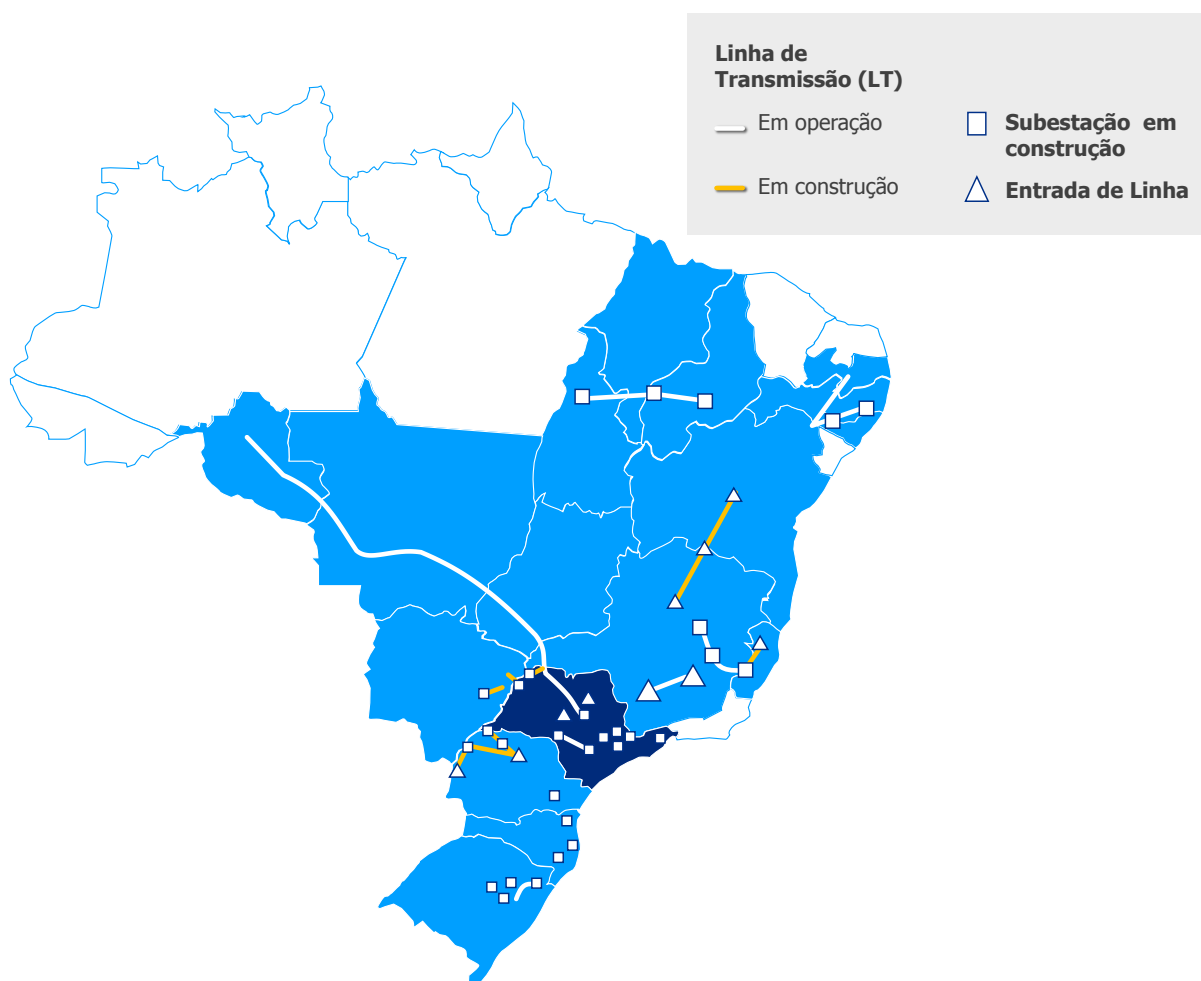 Linha de
Transmissão (LT)
Em operação
Em construção
Subestação em
construção
Entrada de Linha